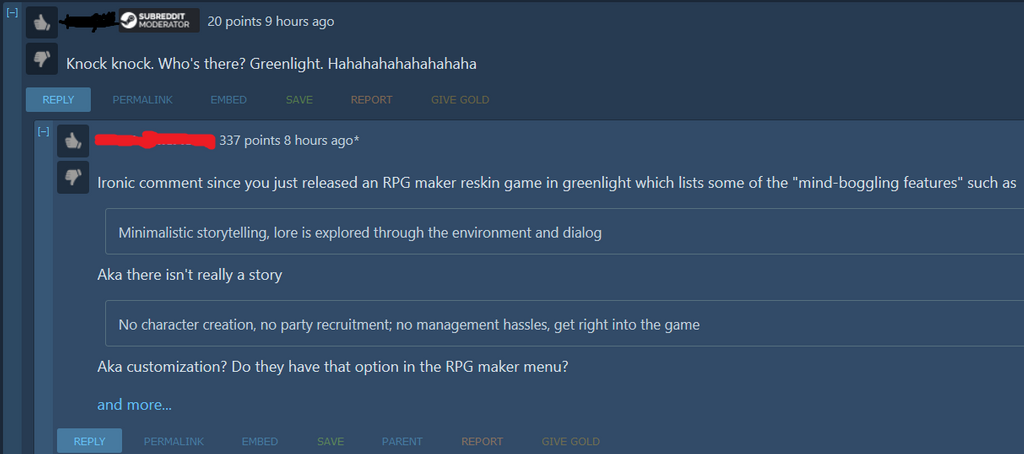 [-]
SUBREDDIT
MODERATOR
20 points 9 hours ago
Knock knock. Who's there? Greenlight. Hahahahahahahahaha
REPLY PERMALINK EMBED SAVE REPORT GIVE GOLD
[-]
337 points 8 hours ago*
Ironic comment since you just released an RPG maker reskin game in greenlight which lists some of the "mind-boggling features" such as
Minimalistic storytelling, lore is explored through the environment and dialog
Aka there isn't really a story
No character creation, no party recruitment; no management hassles, get right into the game
Aka customization? Do they have that option in the RPG maker menu?
and more...
REPLY PERMALINK EMBED SAVE PARENT REPORT GIVE GOLD